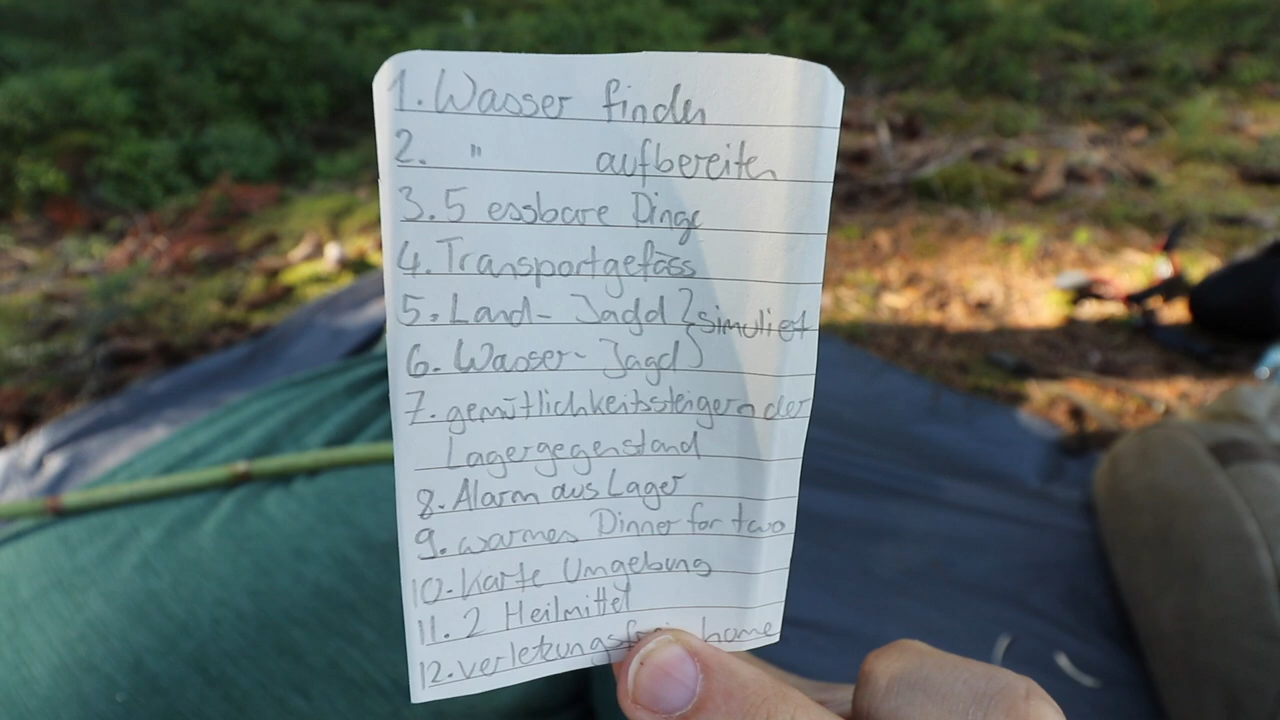 1. Wasser finden
2. " aufbereiten
3. 5 essbare Dinge
4. Transportgefäss
5. Land- Jagd } simuliert
6. Wasser- Jagd }
7. gemütlichkeitssteigernder
Lagergegenstand
8. Alarm aus Lager
9. warmes Dinner for two
10. Karte Umgebung
11. 2 Heilmittel
12. verletzungsfrei home